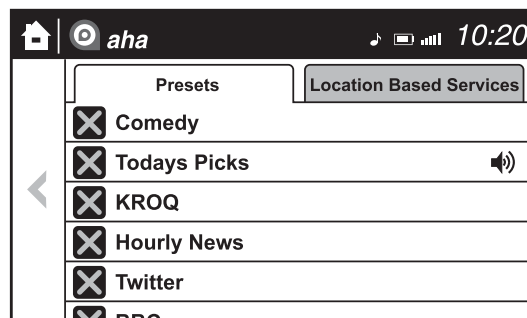 aha 10:20
Presets Location Based Services
Comedy
Todays Picks
KROQ
Hourly News
Twitter